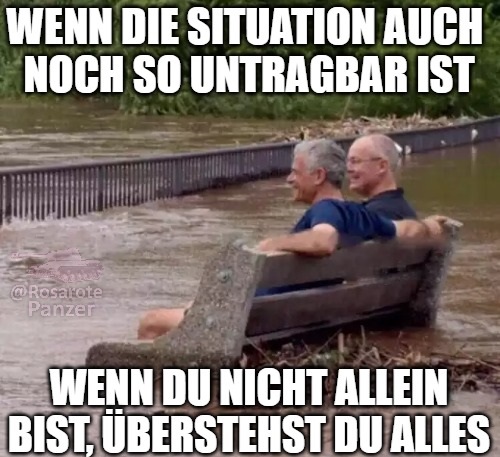 WENN DIE SITUATION AUCH
NOCH SO UNTRAGBAR IST
@Rosarote
Panzer
WENN DU NICHT ALLEIN
BIST, ÜBERSTEHST DU ALLES